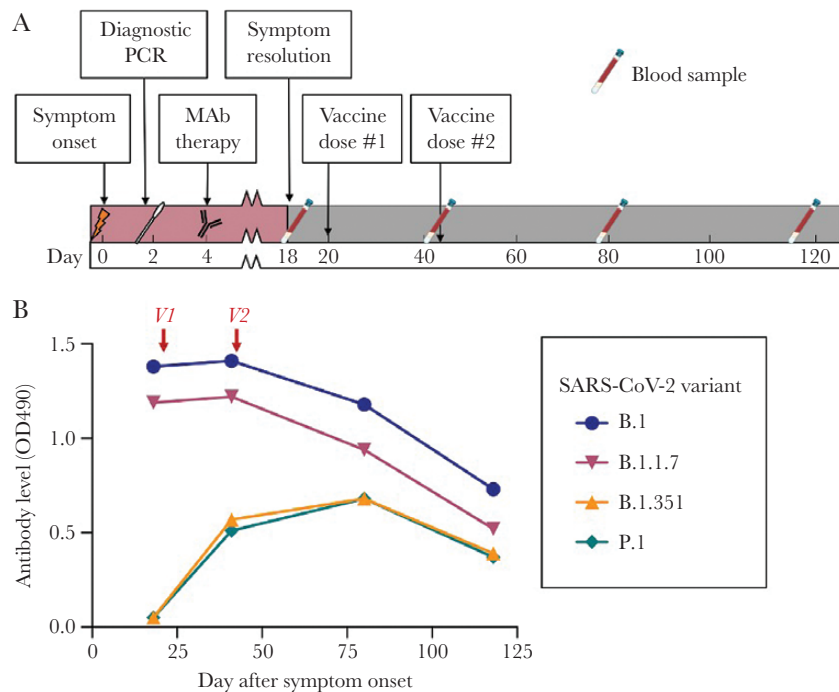 A
Diagnostic
PCR
Symptom
resolution
Blood sample
Symptom
onset
MAb
therapy
Vaccine
dose #1
Vaccine
dose #2
Day 0 2 4 18 20 40 60 80 100 120
B
V1 V2
1.5
1.0
0.5
0.0
Antibody level (OD490)
0 25 50 75 100 125
Day after symptom onset
SARS-CoV-2 variant
B.1
B.1.1.7
B.1.351
P.1